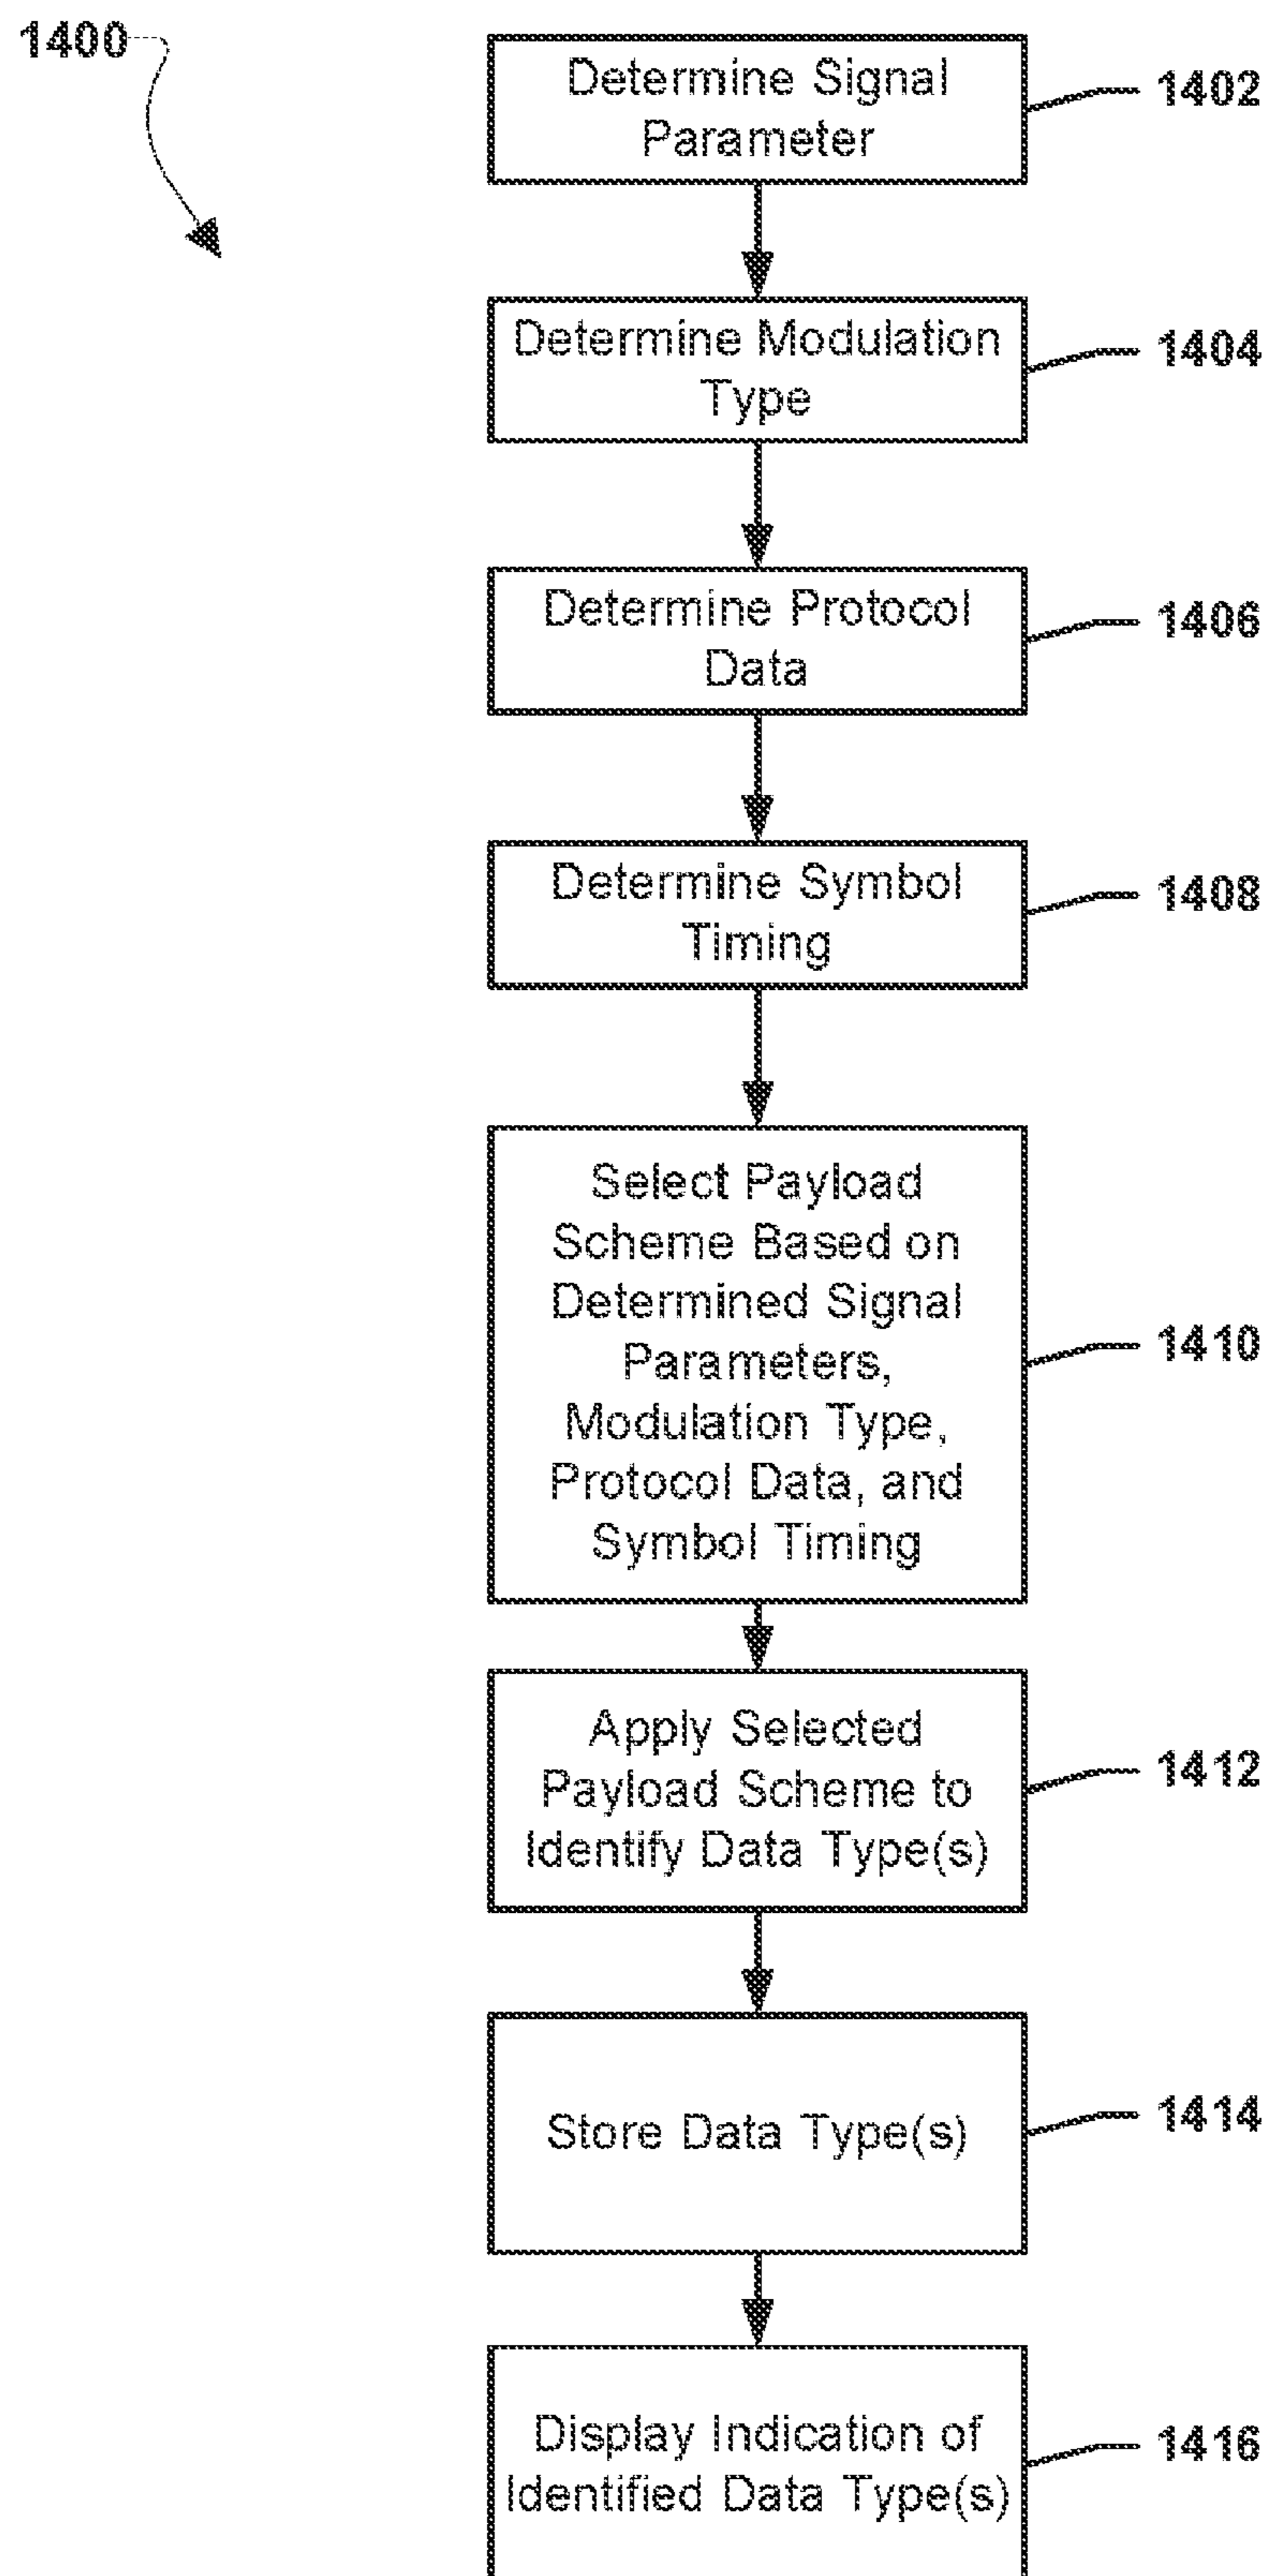 1400
Determine Signal
Parameter
1402
Determine Modulation
Type
1404
Determine Protocol
Data
1406
Determine Symbol
Timing
1408
Select Payload
Scheme Based on
Determined Signal
Parameters,
Modulation Type,
Protocol Data, and
Symbol Timing
1410
Apply Selected
Payload Scheme to
Identify Data Type(s)
1412
Store Data Type(s)
1414
Display Indication of
Identified Data Type(s)
1416